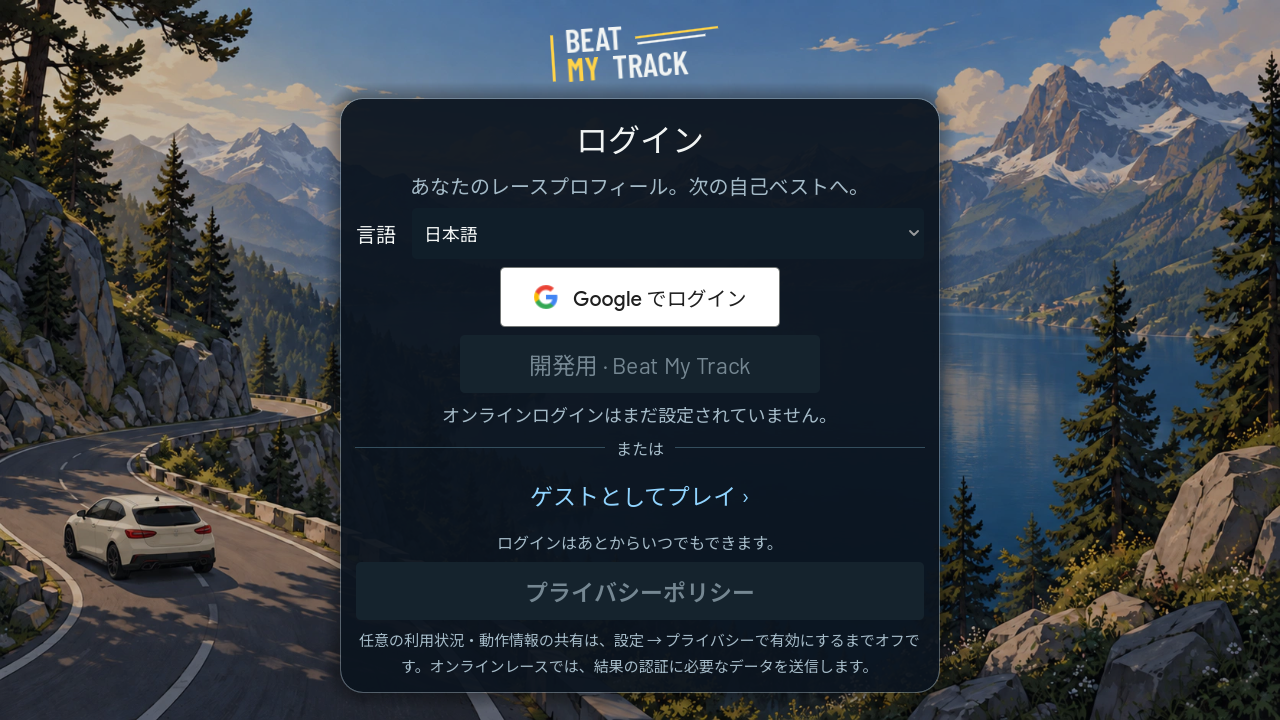 BEAT
MY TRACK
ログイン
あなたのレースプロフィール。次の自己ベストへ。
言語 日本語
Google でログイン
開発用 · Beat My Track
オンラインログインはまだ設定されていません。
または
ゲストとしてプレイ ›
ログインはあとからいつでもできます。
プライバシーポリシー
任意の利用状況・動作情報の共有は、設定 → プライバシーで有効にするまでオフで
す。オンラインレースでは、結果の認証に必要なデータを送信します。